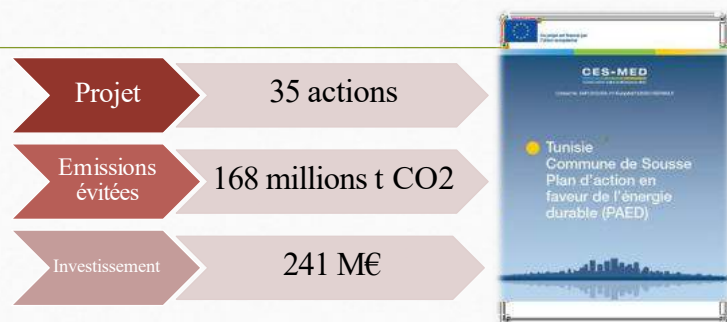 Projet
35 actions
Emissions
évitées
168 millions t CO2
Investissement
241 M€
CES-MED
Tunisie
Commune de Sousse
Plan d'action en
faveur de l'énergie
durable (PAED)